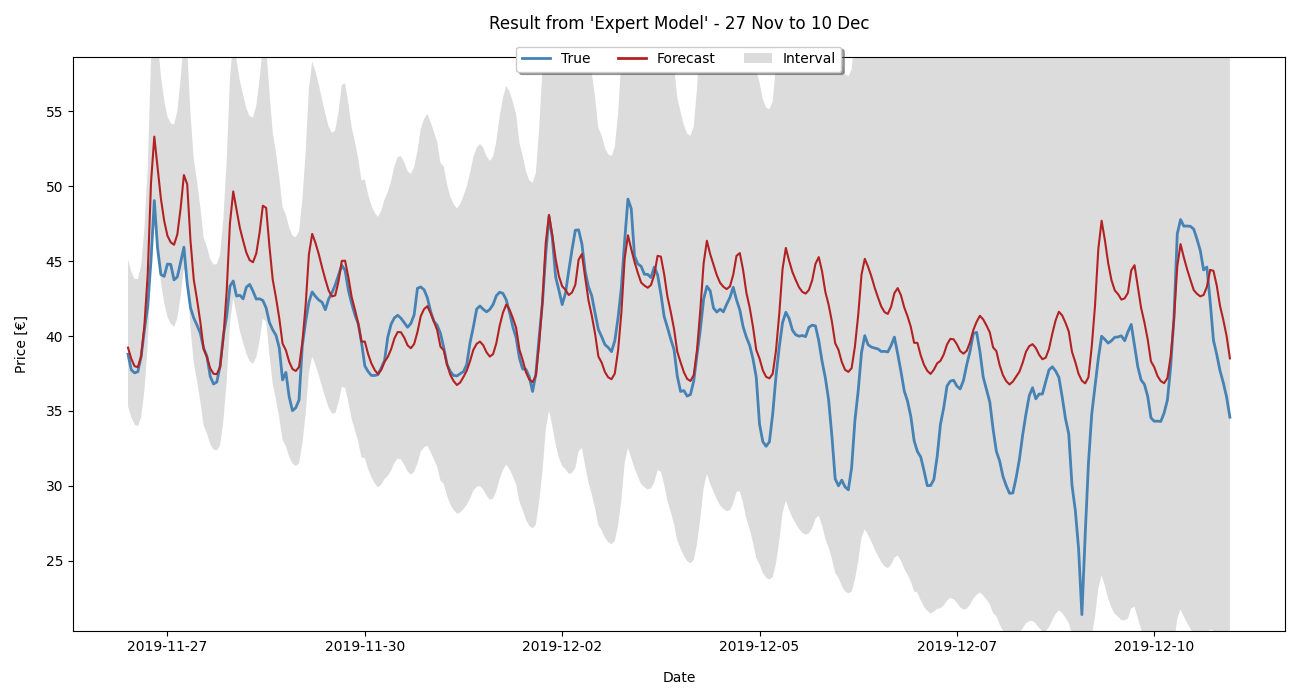 Result from 'Expert Model' - 27 Nov to 10 Dec
True Forecast Interval
55
50
45
40
35
30
25
Price [€]
2019-11-27 2019-11-30 2019-12-02 2019-12-05 2019-12-07 2019-12-10
Date